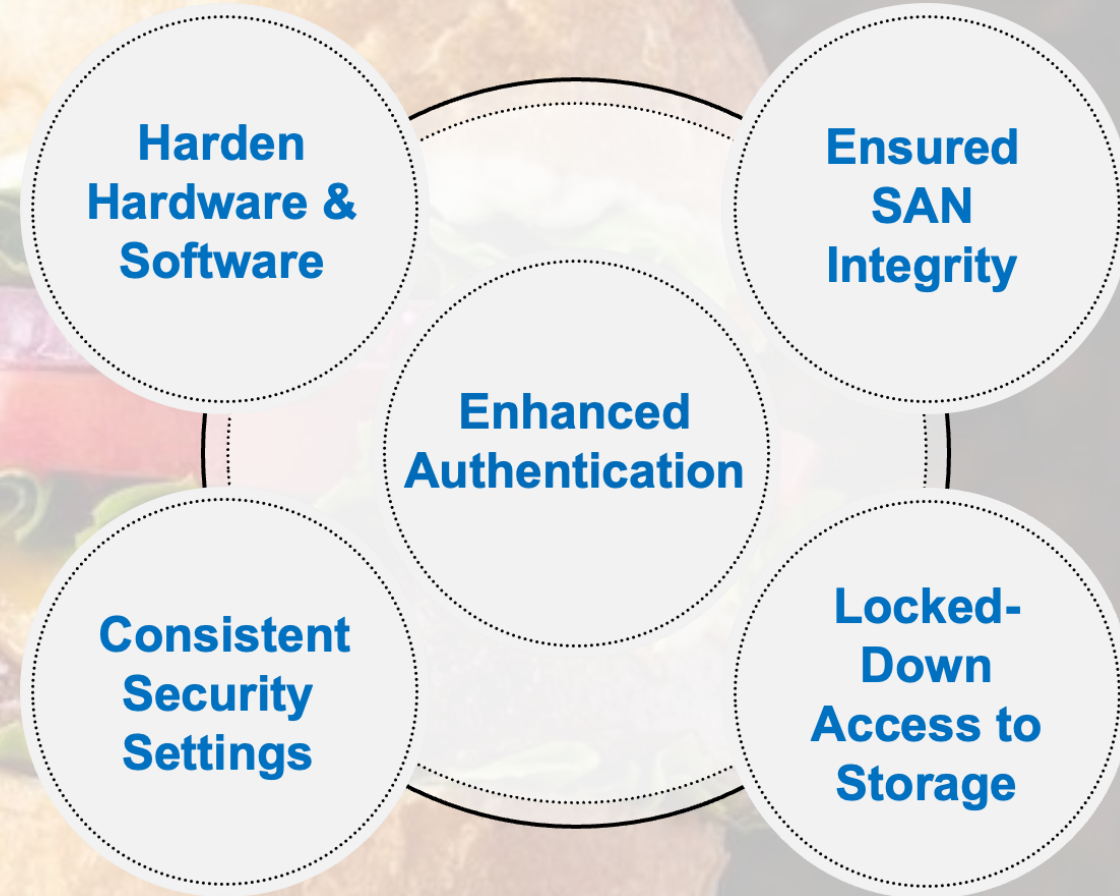 Harden
Hardware &
Software
Ensured
SAN
Integrity
Enhanced
Authentication
Consistent
Security
Settings
Locked-
Down
Access to
Storage